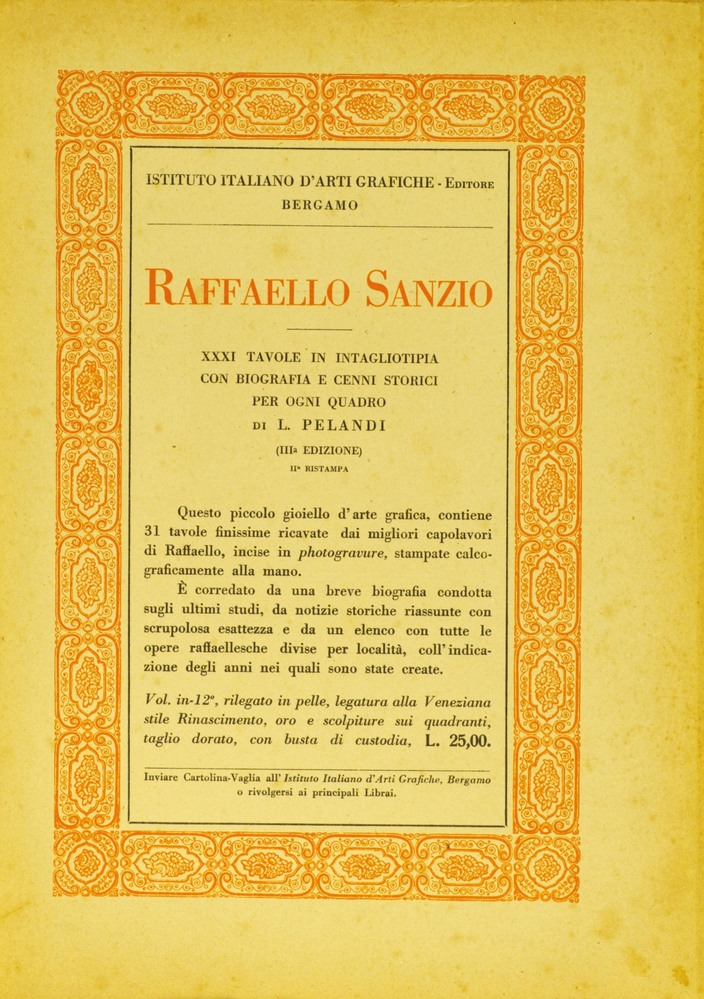 ISTITUTO ITALIANO D'ARTI GRAFICHE - EDITORE
BERGAMO
RAFFAELLO SANZIO
XXXI TAVOLE IN INTAGLIOTIPIA
CON BIOGRAFIA E CENNI STORICI
PER OGNI QUADRO
DI L. PELANDI
(IIIª EDIZIONE)
IIª RISTAMPA
Questo piccolo gioiello d'arte grafica, contiene
31 tavole finissime ricavate dai migliori capolavori
di Raffaello, incise in photogravure, stampate calco-
graficamente alla mano.
È corredato da una breve biografia condotta
sugli ultimi studi, da notizie storiche riassunte con
scrupolosa esattezza e da un elenco con tutte le
opere raffaellesche divise per località, coll'indica-
zione degli anni nei quali sono state create.
Vol. in-12º, rilegato in pelle, legatura alla Veneziana
stile Rinascimento, oro e scolpiture sui quadranti,
taglio dorato, con busta di custodia, L. 25,00.
Inviare Cartolina-Vaglia all'Istituto Italiano d'Arti Grafiche, Bergamo
o rivolgersi ai principali Librai.